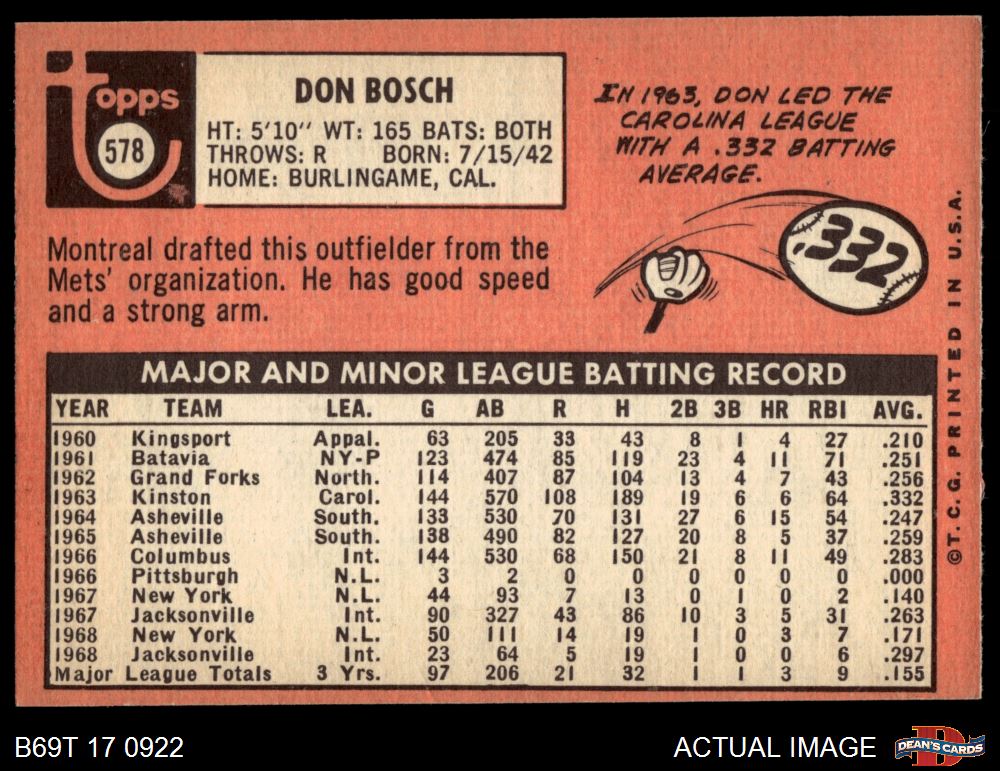 topps
578
DON BOSCH
HT: 5'10" WT: 165 BATS: BOTH
THROWS: R BORN: 7/15/42
HOME: BURLINGAME, CAL.
Montreal drafted this outfielder from the
Mets' organization. He has good speed
and a strong arm.
IN 1963, DON LED THE
CAROLINA LEAGUE
WITH A .332 BATTING
AVERAGE.
.332
MAJOR AND MINOR LEAGUE BATTING RECORD
YEAR TEAM LEA. G AB R H 2B 3B HR RBI AVG.
1960 Kingsport Appal. 63 205 33 43 8 1 4 27 .210
1961 Batavia NY-P 123 474 85 119 23 4 11 71 .251
1962 Grand Forks North. 114 407 87 104 13 4 7 43 .256
1963 Kinston Carol. 144 570 108 189 19 6 6 64 .332
1964 Asheville South. 133 530 70 131 27 6 15 54 .247
1965 Asheville South. 138 490 82 127 20 8 5 37 .259
1966 Columbus Int. 144 530 68 150 21 8 11 49 .283
1966 Pittsburgh N.L. 3 2 0 0 0 0 0 0 .000
1967 New York N.L. 44 93 7 13 0 1 0 2 .140
1967 Jacksonville Int. 90 327 43 86 10 3 5 31 .263
1968 New York N.L. 50 111 14 19 1 0 3 7 .171
1968 Jacksonville Int. 23 64 5 19 1 0 0 6 .297
Major League Totals 3 Yrs. 97 206 21 32 1 1 3 9 .155
©T.C.G. PRINTED IN U.S.A.
B69T 17 0922
ACTUAL IMAGE
D
DEAN'S CARDS